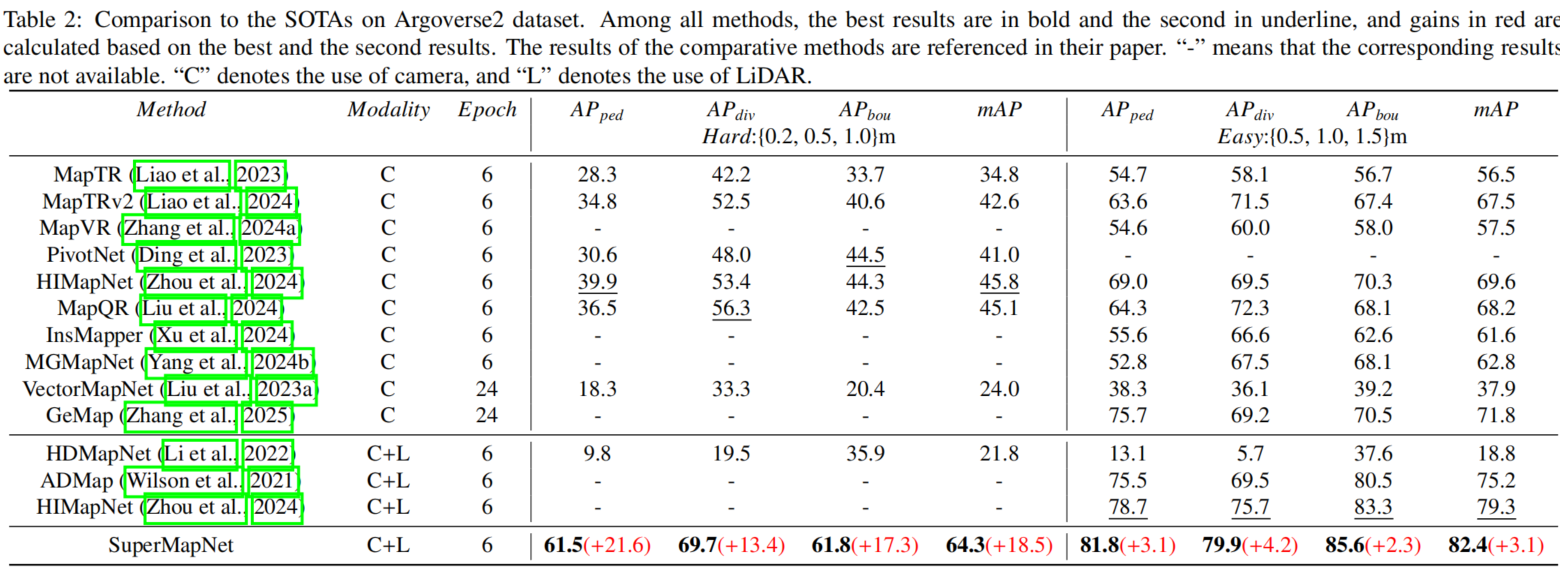 Table 2: Comparison to the SOTAs on Argoverse2 dataset. Among all methods, the best results are in bold and the second in underline, and gains in red are
calculated based on the best and the second results. The results of the comparative methods are referenced in their paper. “-” means that the corresponding results
are not available. “C” denotes the use of camera, and “L” denotes the use of LiDAR.
Method Modality Epoch APped APdiv APbou mAP APped APdiv APbou mAP
Hard:{0.2, 0.5, 1.0}m Easy:{0.5, 1.0, 1.5}m
MapTR (Liao et al., 2023) C 6 28.3 42.2 33.7 34.8 54.7 58.1 56.7 56.5
MapTRv2 (Liao et al., 2024) C 6 34.8 52.5 40.6 42.6 63.6 71.5 67.4 67.5
MapVR (Zhang et al., 2024a) C 6 - - - - 54.6 60.0 58.0 57.5
PivotNet (Ding et al., 2023) C 6 30.6 48.0 44.5 41.0 - - - -
HIMapNet (Zhou et al., 2024) C 6 39.9 53.4 44.3 45.8 69.0 69.5 70.3 69.6
MapQR (Liu et al., 2024) C 6 36.5 56.3 42.5 45.1 64.3 72.3 68.1 68.2
InsMapper (Xu et al., 2024) C 6 - - - - 55.6 66.6 62.6 61.6
MGMapNet (Yang et al., 2024b) C 6 - - - - 52.8 67.5 68.1 62.8
VectorMapNet (Liu et al., 2023a) C 24 18.3 33.3 20.4 24.0 38.3 36.1 39.2 37.9
GeMap (Zhang et al., 2025) C 24 - - - - 75.7 69.2 70.5 71.8
HDMapNet (Li et al., 2022) C+L 6 9.8 19.5 35.9 21.8 13.1 5.7 37.6 18.8
ADMap (Wilson et al., 2021) C+L 6 - - - - 75.5 69.5 80.5 75.2
HIMapNet (Zhou et al., 2024) C+L 6 - - - - 78.7 75.7 83.3 79.3
SuperMapNet C+L 6 61.5(+21.6) 69.7(+13.4) 61.8(+17.3) 64.3(+18.5) 81.8(+3.1) 79.9(+4.2) 85.6(+2.3) 82.4(+3.1)